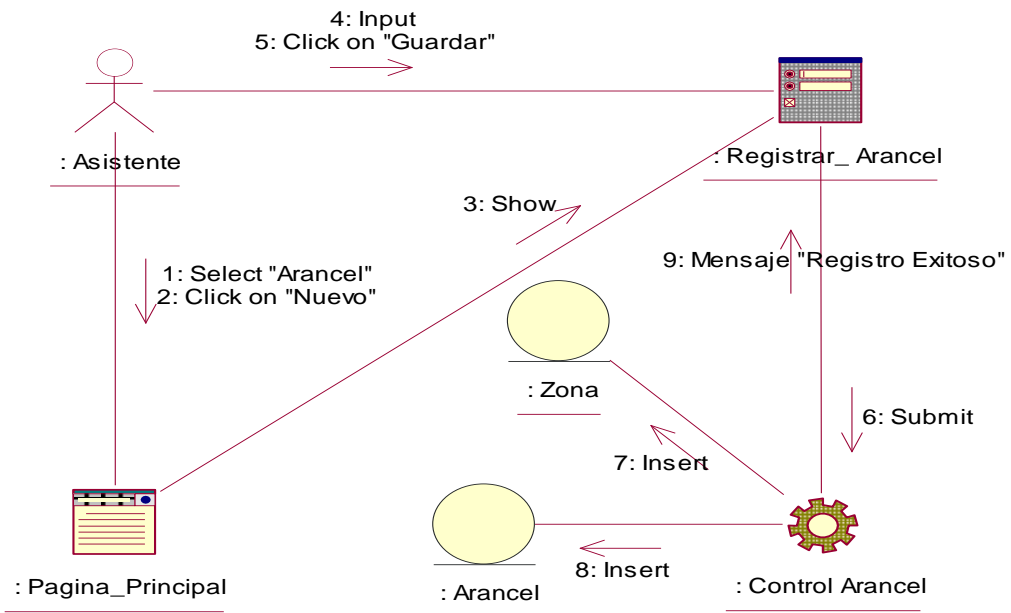 4: Input
5: Click on "Guardar"
: Asistente
: Registrar_ Arancel
3: Show
1: Select "Arancel"
2: Click on "Nuevo"
9: Mensaje "Registro Exitoso"
: Zona
6: Submit
7: Insert
8: Insert
: Pagina_Principal
: Arancel
: Control Arancel